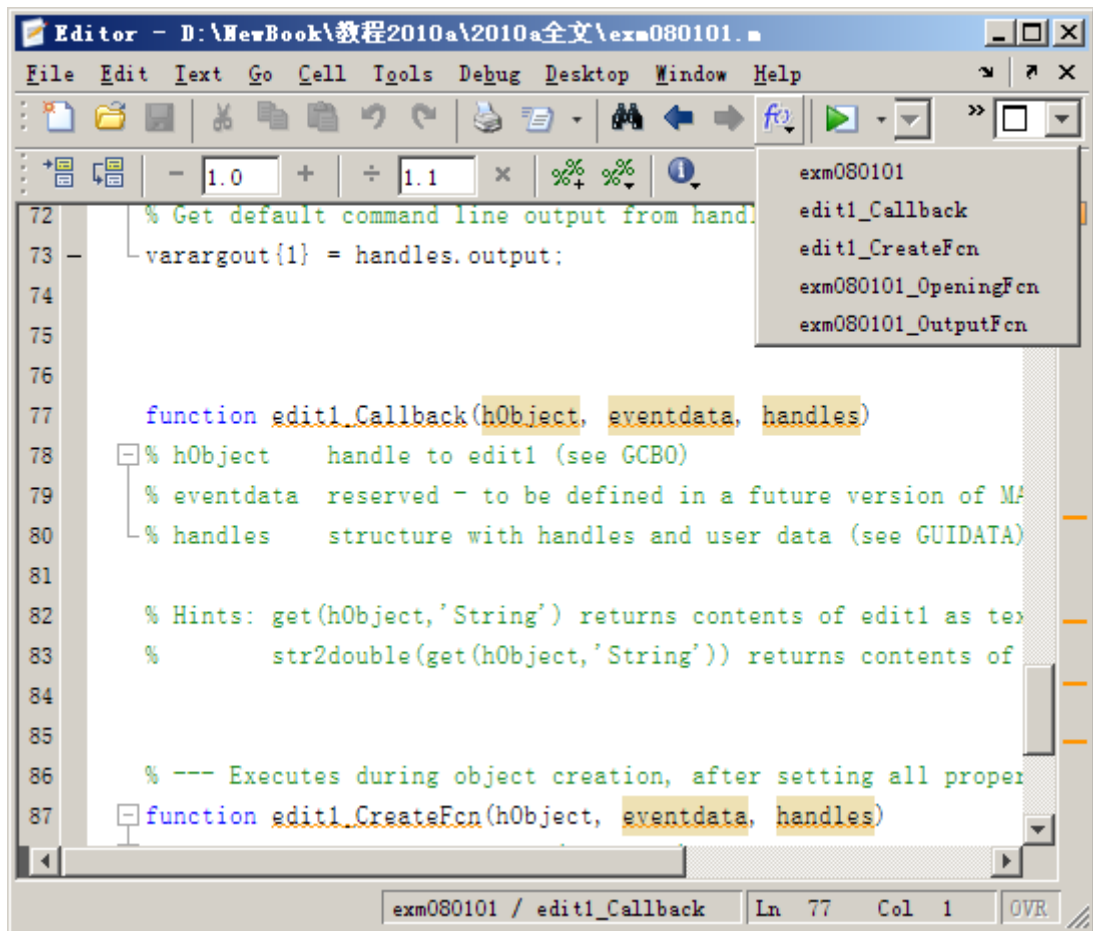 Editor - D:\NewBook\教程2010a\2010a全文\exm080101.m
File Edit Text Go Cell Tools Debug Desktop Window Help
- 1.0 + ÷ 1.1 ×
exm080101
edit1_Callback
edit1_CreateFcn
exm080101_OpeningFcn
exm080101_OutputFcn
72 % Get default command line output from handl
73 - varargout{1} = handles.output;
74
75
76
77 function edit1_Callback(hObject, eventdata, handles)
78 % hObject    handle to edit1 (see GCBO)
79 % eventdata  reserved - to be defined in a future version of MA
80 % handles    structure with handles and user data (see GUIDATA)
81
82 % Hints: get(hObject,'String') returns contents of edit1 as tex
83 %        str2double(get(hObject,'String')) returns contents of
84
85
86 % --- Executes during object creation, after setting all proper
87 function edit1_CreateFcn(hObject, eventdata, handles)
exm080101 / edit1_Callback Ln 77 Col 1 OVR